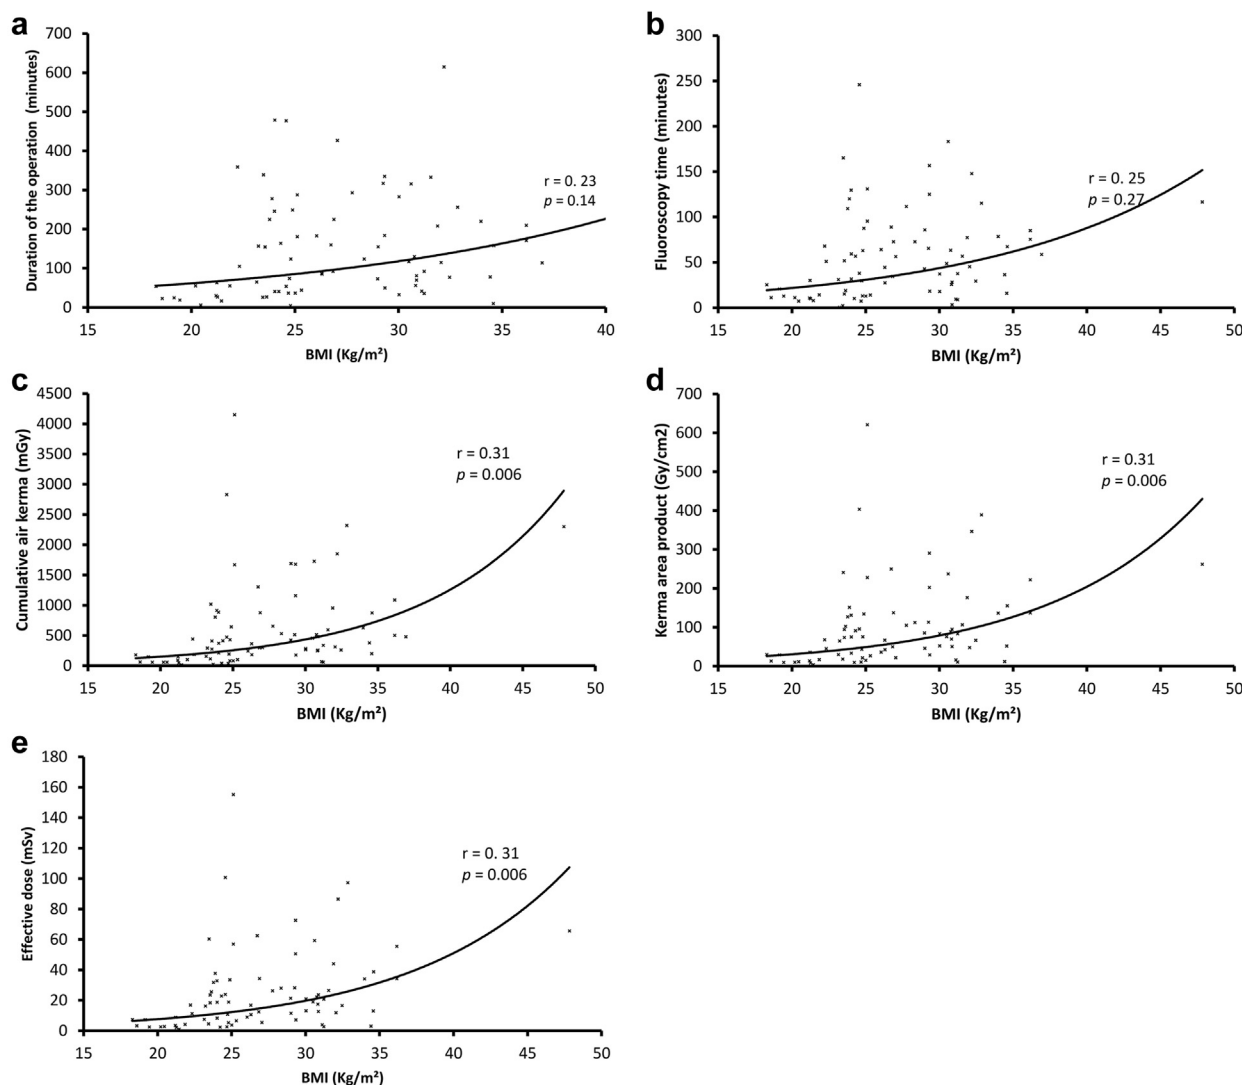 a
700
600
500
400
300
200
100
0
Duration of the operation (minutes)
r = 0. 23
p = 0.14
15 20 25 30 35 40
BMI (Kg/m²)
b
300
250
200
150
100
50
0
Fluoroscopy time (minutes)
r = 0. 25
p = 0.27
15 20 25 30 35 40 45 50
BMI (Kg/m²)
c
4500
4000
3500
3000
2500
2000
1500
1000
500
0
Cumulative air kerma (mGy)
r = 0.31
p = 0.006
15 20 25 30 35 40 45 50
BMI (Kg/m²)
d
700
600
500
400
300
200
100
0
Kerma area product (Gy/cm2)
r = 0.31
p = 0.006
15 20 25 30 35 40 45 50
BMI (Kg/m²)
e
180
160
140
120
100
80
60
40
20
0
Effective dose (mSv)
r = 0. 31
p = 0.006
15 20 25 30 35 40 45 50
BMI (Kg/m²)